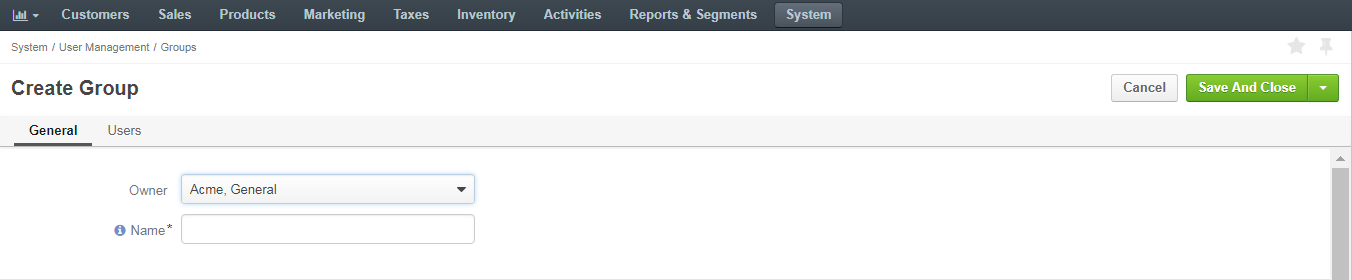 Customers Sales Products Marketing Taxes Inventory Activities Reports & Segments System
System / User Management / Groups
Create Group Cancel Save And Close
General Users
Owner Acme, General
Name*